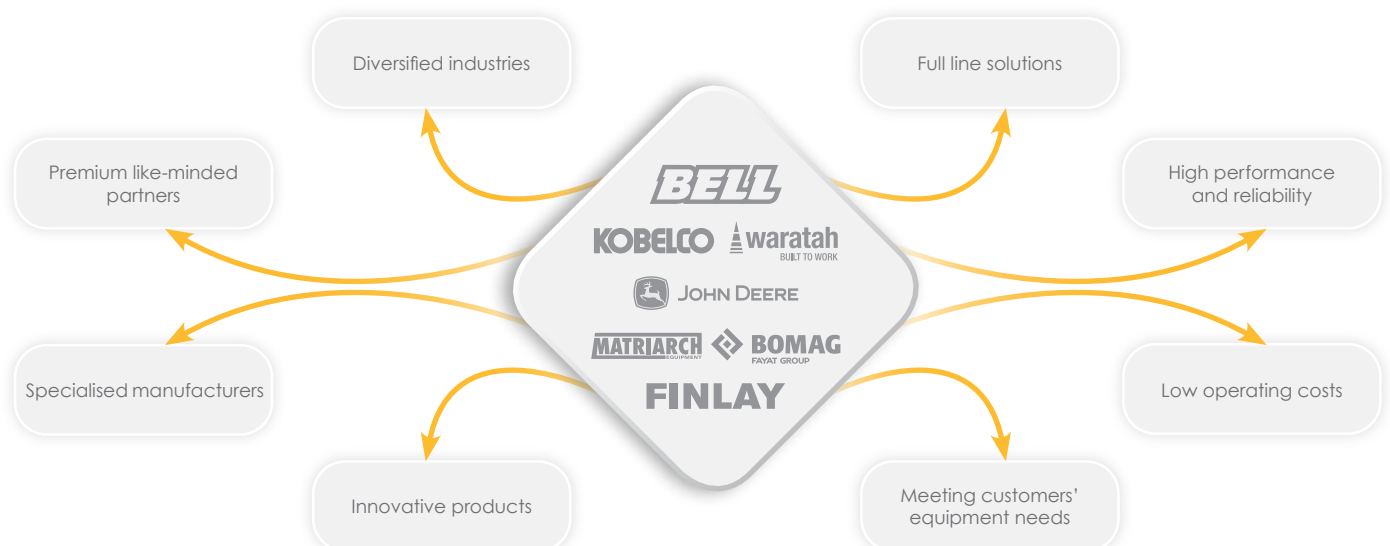 Diversified industries
Full line solutions
Premium like-minded
partners
High performance
and reliability
BELL
KOBELCO
waratah
BUILT TO WORK
JOHN DEERE
MATRIARCH
EQUIPMENT
BOMAG
FAYAT GROUP
FINLAY
Specialised manufacturers
Low operating costs
Innovative products
Meeting customers’
equipment needs